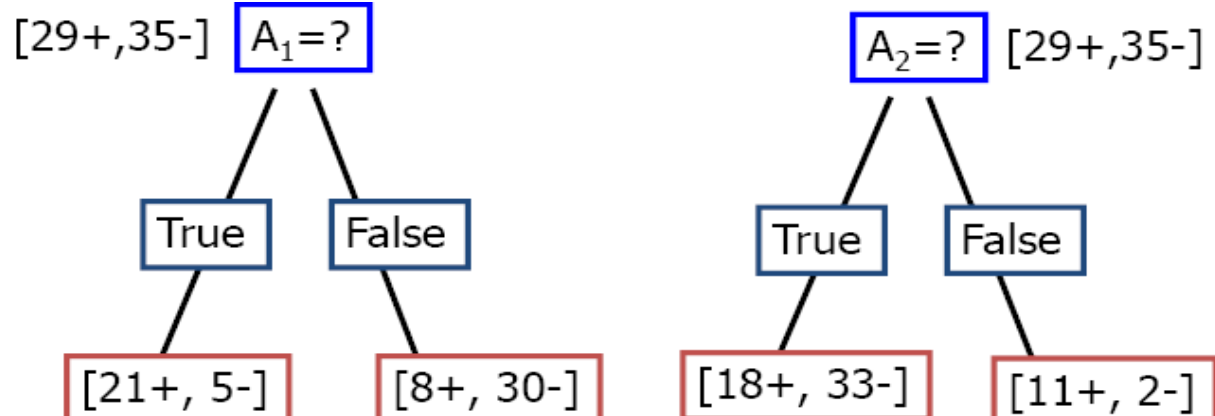 [29+,35-] A₁=? A₂=? [29+,35-]
True False True False
[21+, 5-] [8+, 30-] [18+, 33-] [11+, 2-]